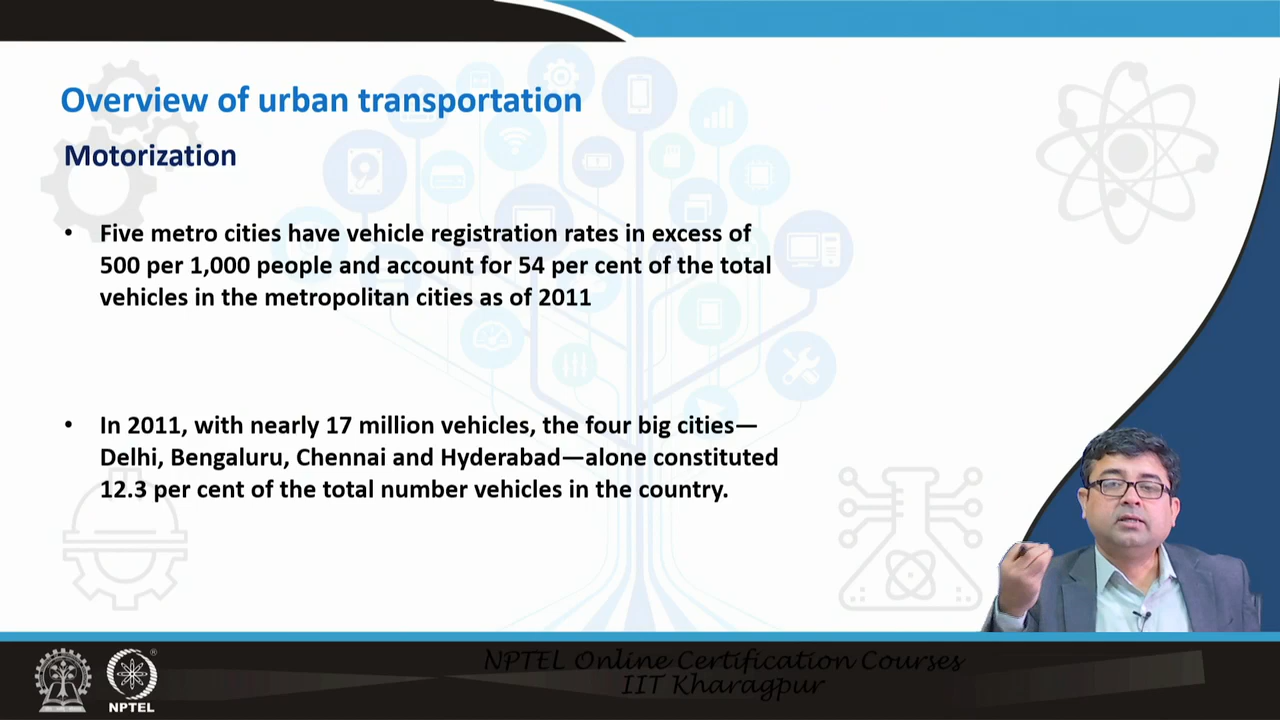 Overview of urban transportation
Motorization
• Five metro cities have vehicle registration rates in excess of
500 per 1,000 people and account for 54 per cent of the total
vehicles in the metropolitan cities as of 2011
• In 2011, with nearly 17 million vehicles, the four big cities—
Delhi, Bengaluru, Chennai and Hyderabad—alone constituted
12.3 per cent of the total number vehicles in the country.
NPTEL Online Certification Courses
IIT Kharagpur
NPTEL